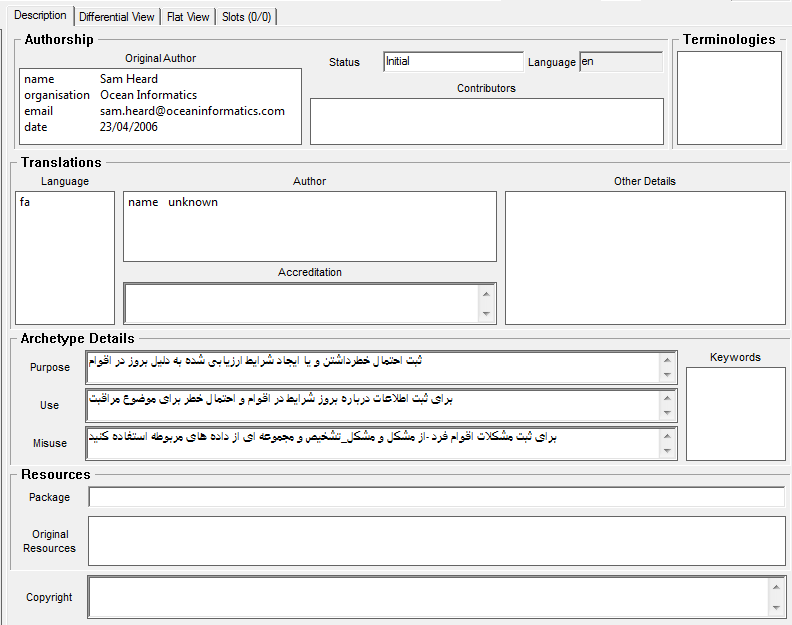 Description Differential View Flat View Slots (0/0)
Authorship
Terminologies
Original Author
Status Initial Language en
name Sam Heard
organisation Ocean Informatics
email sam.heard@oceaninformatics.com
date 23/04/2006
Contributors
Translations
Language Author Other Details
fa
name unknown
Accreditation
Archetype Details
Purpose ثبت احتمال خطرداشتن و یا ایجاد شرایط ارزیابی شده به دلیل بروز در اقوام
Keywords
Use برای ثبت اطلاعات درباره بروز شرایط در اقوام و احتمال خطر برای موضوع مراقبت
Misuse برای ثبت مشکلات اقوام فرد -از مشکل و مشکل_تشخیص و مجموعه ای از داده های مربوطه استفاده کنید
Resources
Package
Original
Resources
Copyright